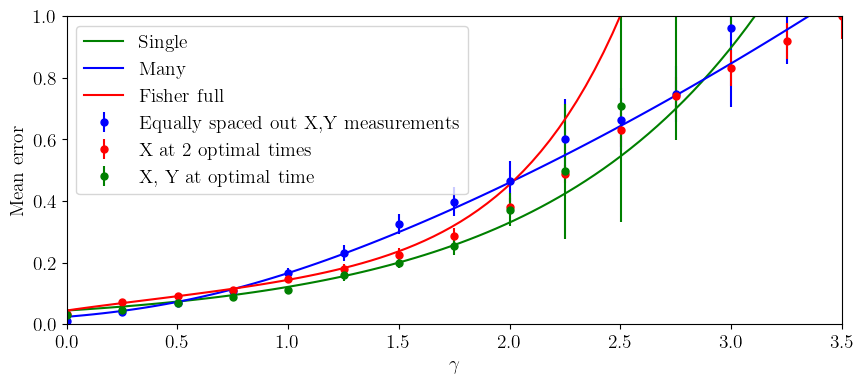 1.0
0.8
0.6
0.4
0.2
0.0
Mean error
Single
Many
Fisher full
Equally spaced out X,Y measurements
X at 2 optimal times
X, Y at optimal time
0.0 0.5 1.0 1.5 2.0 2.5 3.0 3.5
γ